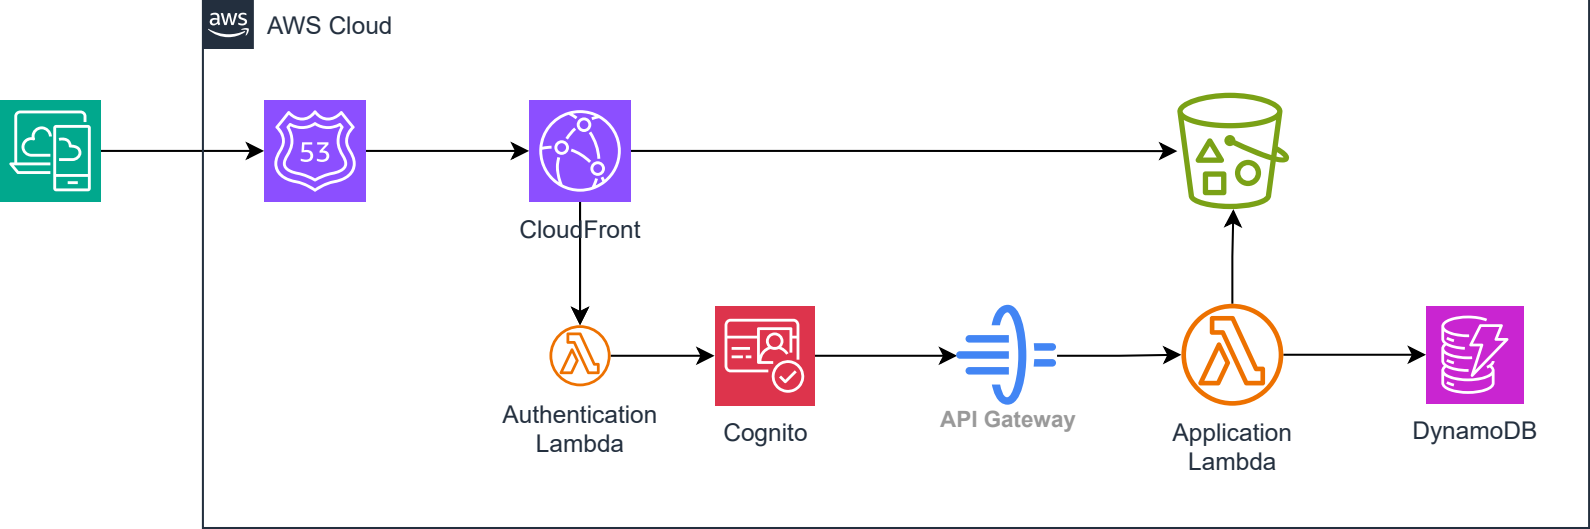 aws
AWS Cloud
53
CloudFront
Authentication
Lambda
Cognito
API Gateway
Application
Lambda
DynamoDB